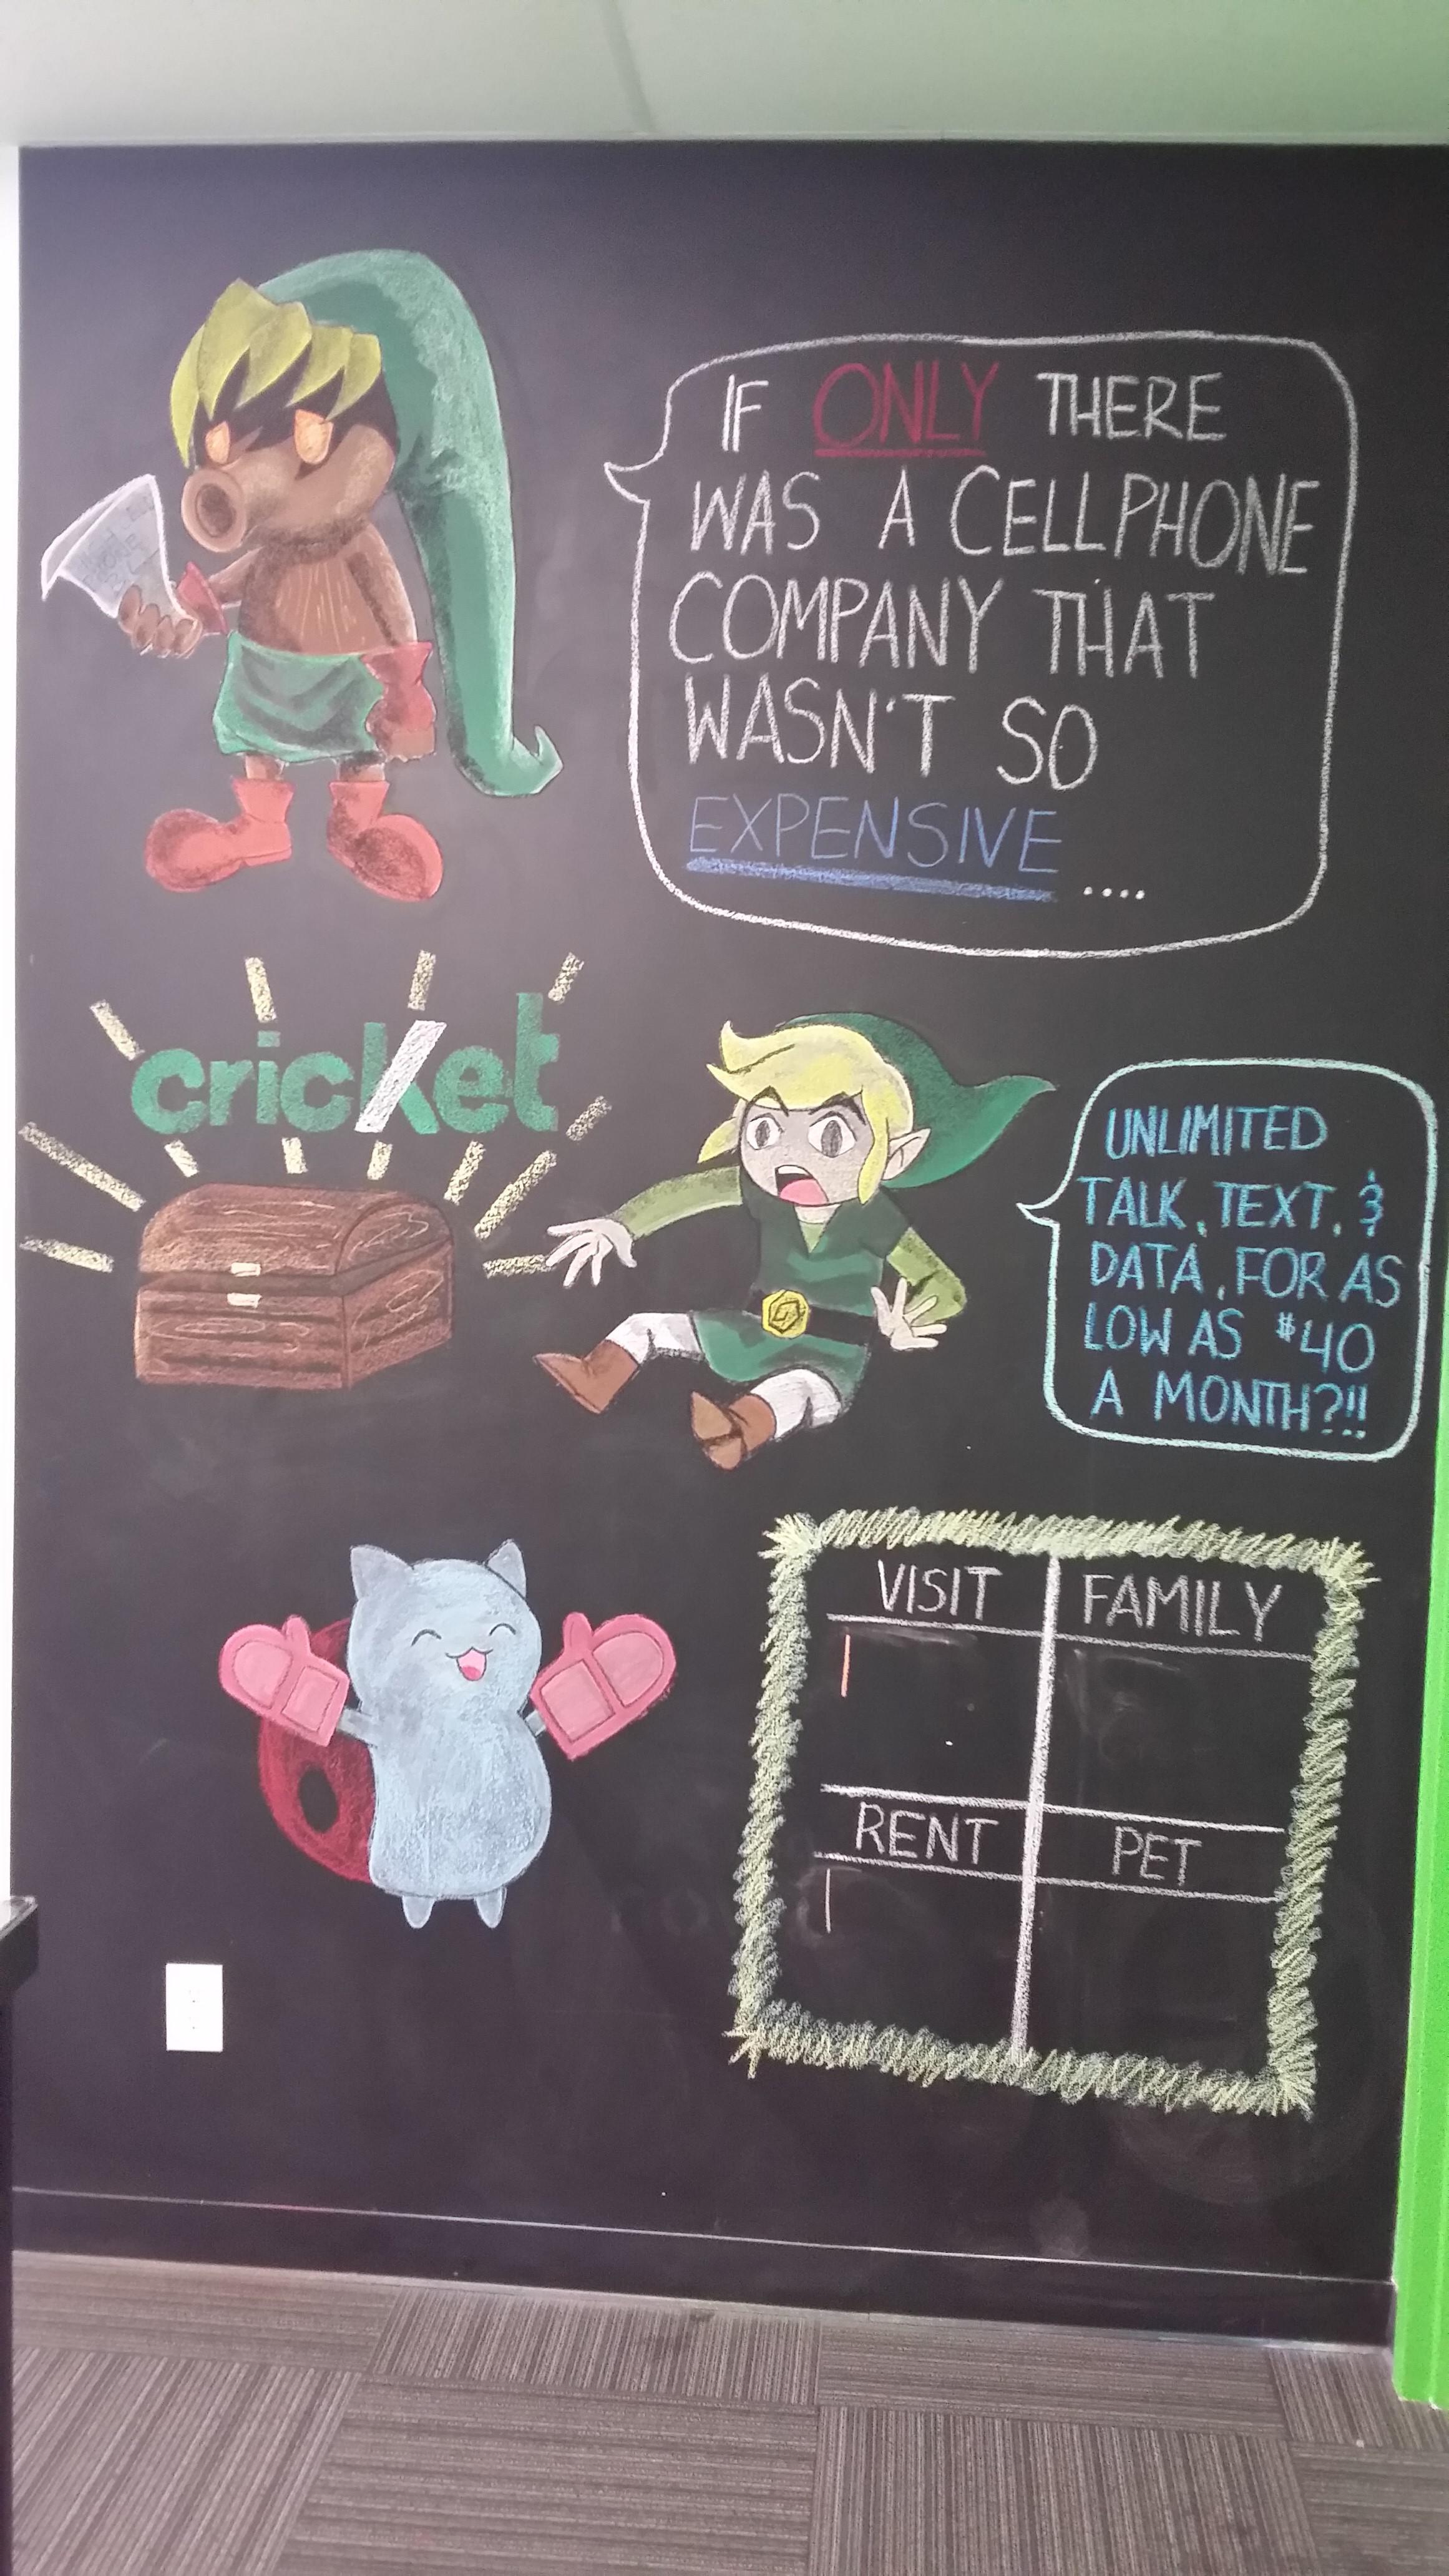 IF ONLY THERE
WAS A CELLPHONE
COMPANY THAT
WASN'T SO
EXPENSIVE ....
cricket
UNLIMITED
TALK, TEXT, &
DATA, FOR AS
LOW AS $40
A MONTH?!!
VISIT FAMILY
RENT PET